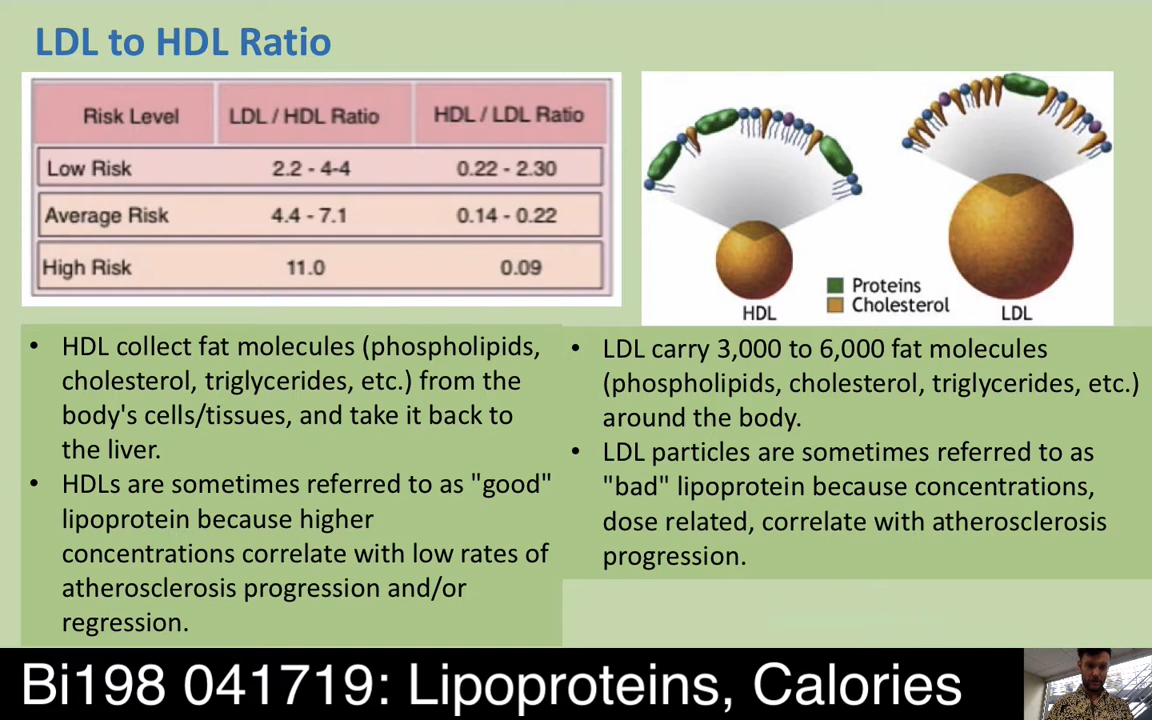 LDL to HDL Ratio
Risk Level LDL / HDL Ratio HDL / LDL Ratio
Low Risk 2.2 - 4-4 0.22 - 2.30
Average Risk 4.4 - 7.1 0.14 - 0.22
High Risk 11.0 0.09
Proteins
Cholesterol
HDL LDL
• HDL collect fat molecules (phospholipids,
cholesterol, triglycerides, etc.) from the
body's cells/tissues, and take it back to
the liver.
• HDLs are sometimes referred to as "good"
lipoprotein because higher
concentrations correlate with low rates of
atherosclerosis progression and/or
regression.
• LDL carry 3,000 to 6,000 fat molecules
(phospholipids, cholesterol, triglycerides, etc.)
around the body.
• LDL particles are sometimes referred to as
"bad" lipoprotein because concentrations,
dose related, correlate with atherosclerosis
progression.
Bi198 041719: Lipoproteins, Calories